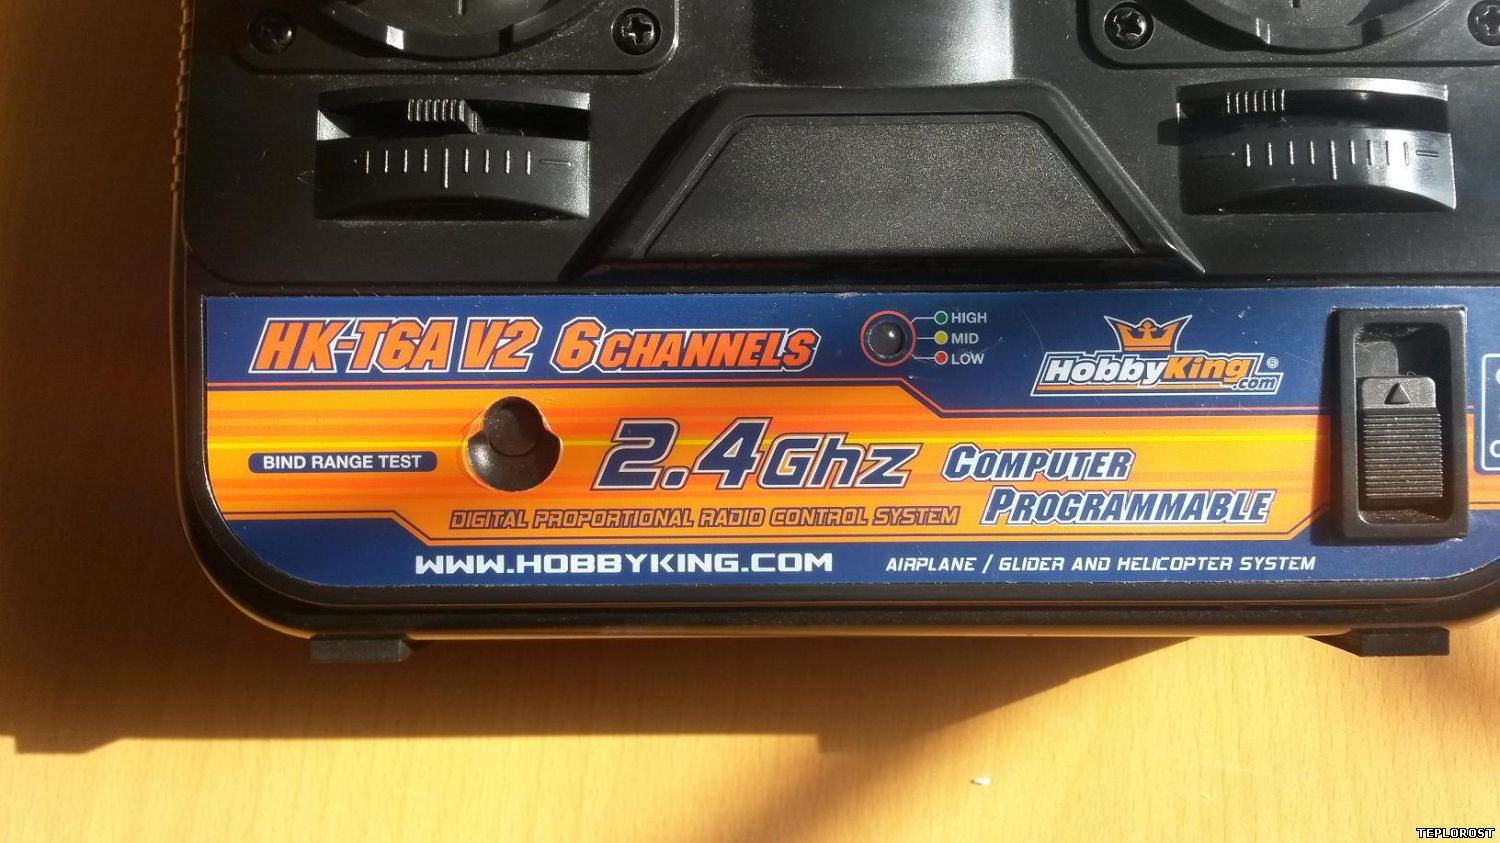 HK-T6A V2 6CHANNELS
HIGH
MID
LOW
HobbyKing®
.com
BIND RANGE TEST
2.4Ghz
COMPUTER
PROGRAMMABLE
DIGITAL PROPORTIONAL RADIO CONTROL SYSTEM
WWW.HOBBYKING.COM
AIRPLANE / GLIDER AND HELICOPTER SYSTEM
TEPLOROST